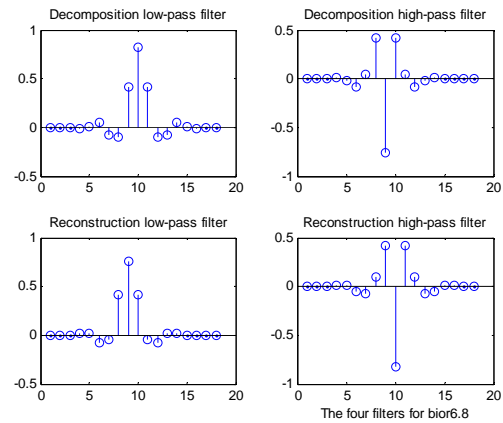 Decomposition low-pass filter
1
0.5
0
-0.5
0 5 10 15 20
Decomposition high-pass filter
0.5
0
-0.5
-1
0 5 10 15 20
Reconstruction low-pass filter
1
0.5
0
-0.5
0 5 10 15 20
Reconstruction high-pass filter
0.5
0
-0.5
-1
0 5 10 15 20
The four filters for bior6.8